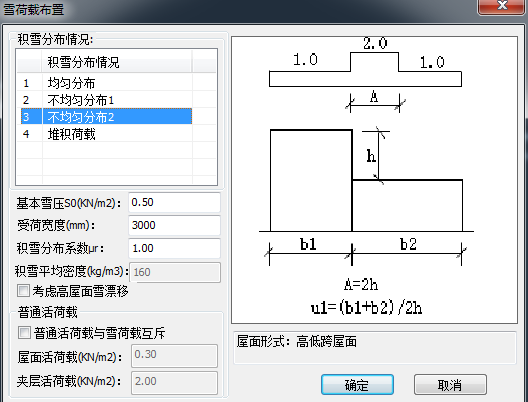 雪荷载布置
积雪分布情况:
积雪分布情况
1 均匀分布
2 不均匀分布1
3 不均匀分布2
4 堆积荷载
基本雪压S0(KN/m2): 0.50
受荷宽度(mm): 3000
积雪分布系数μr: 1.00
积雪平均密度(kg/m3): 160
考虑高屋面雪漂移
普通活荷载
普通活荷载与雪荷载互斥
屋面活荷载(KN/m2): 0.30
夹层活荷载(KN/m2): 2.00
2.0
1.0 1.0
A
h
b1 b2
A=2h
u1=(b1+b2)/2h
屋面形式: 高低跨屋面
确定 取消